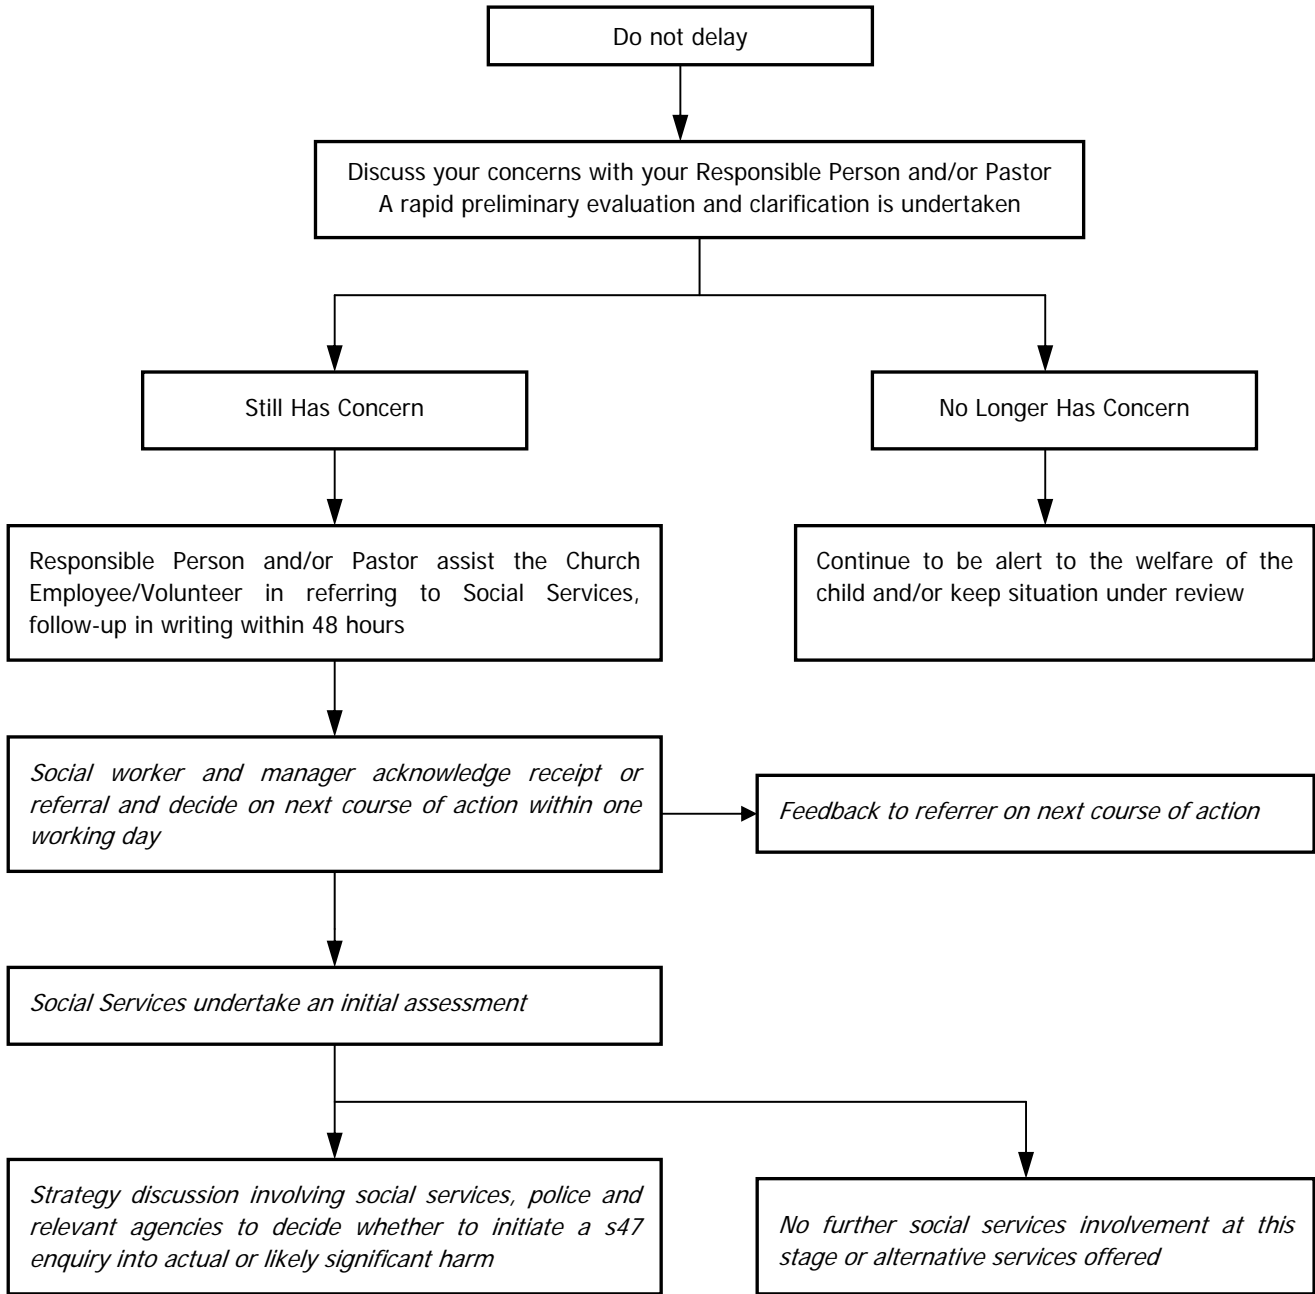 Do not delay
Discuss your concerns with your Responsible Person and/or Pastor
A rapid preliminary evaluation and clarification is undertaken
Still Has Concern
No Longer Has Concern
Responsible Person and/or Pastor assist the Church
Employee/Volunteer in referring to Social Services,
follow-up in writing within 48 hours
Continue to be alert to the welfare of the
child and/or keep situation under review
Social worker and manager acknowledge receipt or
referral and decide on next course of action within one
working day
Feedback to referrer on next course of action
Social Services undertake an initial assessment
Strategy discussion involving social services, police and
relevant agencies to decide whether to initiate a s47
enquiry into actual or likely significant harm
No further social services involvement at this
stage or alternative services offered